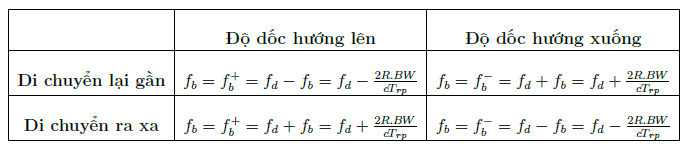 Độ dốc hướng lên Độ dốc hướng xuống
Di chuyển lại gần $f_b = f_b^+ = f_d - f_b = f_d - \frac{2R.BW}{cT_{rp}}$ $f_b = f_b^- = f_d + f_b = f_d + \frac{2R.BW}{cT_{rp}}$
Di chuyển ra xa $f_b = f_b^+ = f_d + f_b = f_d + \frac{2R.BW}{cT_{rp}}$ $f_b = f_b^- = f_d - f_b = f_d - \frac{2R.BW}{cT_{rp}}$